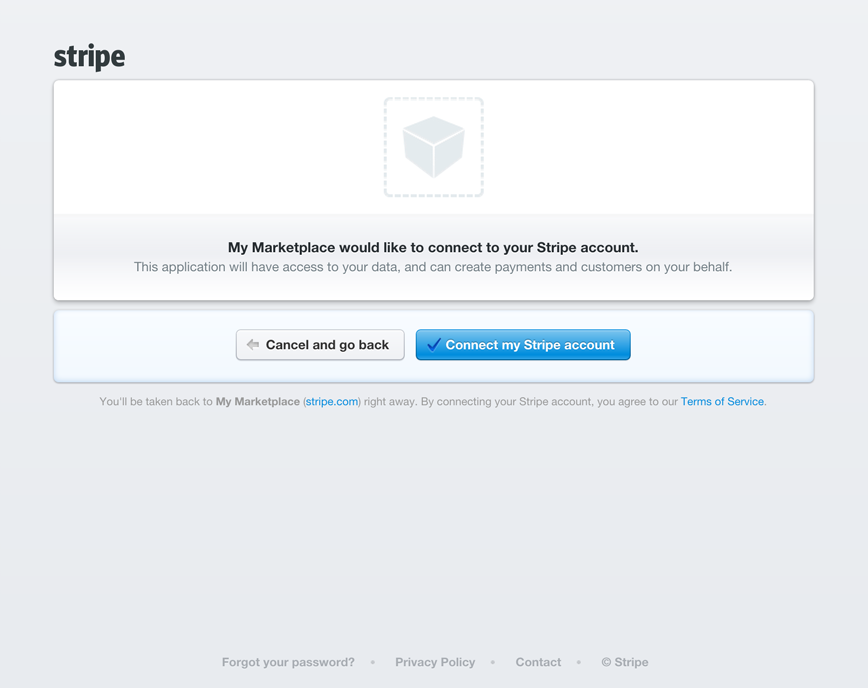 stripe
My Marketplace would like to connect to your Stripe account.
This application will have access to your data, and can create payments and customers on your behalf.
Cancel and go back
Connect my Stripe account
You'll be taken back to My Marketplace (stripe.com) right away. By connecting your Stripe account, you agree to our Terms of Service.
Forgot your password? • Privacy Policy • Contact • © Stripe